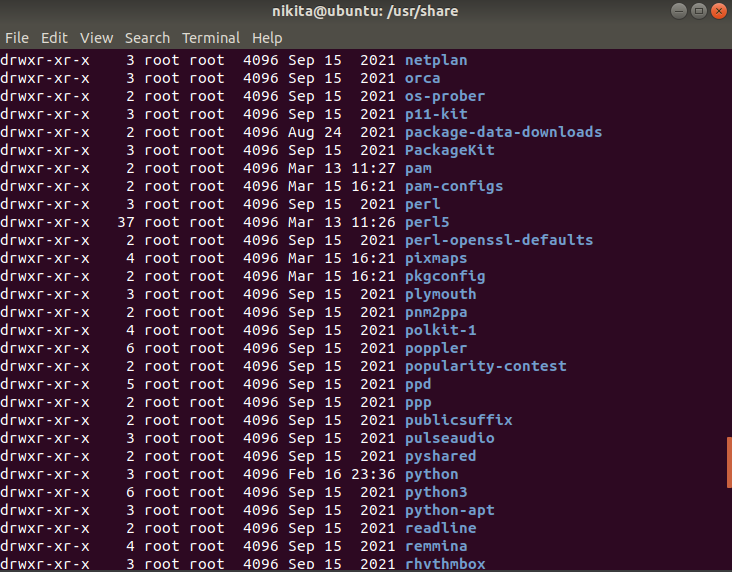 nikita@ubuntu: /usr/share
File Edit View Search Terminal Help
drwxr-xr-x 3 root root 4096 Sep 15 2021 netplan
drwxr-xr-x 3 root root 4096 Sep 15 2021 orca
drwxr-xr-x 2 root root 4096 Sep 15 2021 os-prober
drwxr-xr-x 3 root root 4096 Sep 15 2021 p11-kit
drwxr-xr-x 2 root root 4096 Aug 24 2021 package-data-downloads
drwxr-xr-x 3 root root 4096 Sep 15 2021 PackageKit
drwxr-xr-x 2 root root 4096 Mar 13 11:27 pam
drwxr-xr-x 2 root root 4096 Mar 15 16:21 pam-configs
drwxr-xr-x 3 root root 4096 Sep 15 2021 perl
drwxr-xr-x 37 root root 4096 Mar 13 11:26 perl5
drwxr-xr-x 2 root root 4096 Sep 15 2021 perl-openssl-defaults
drwxr-xr-x 4 root root 4096 Mar 15 16:21 pixmaps
drwxr-xr-x 2 root root 4096 Mar 15 16:21 pkgconfig
drwxr-xr-x 3 root root 4096 Sep 15 2021 plymouth
drwxr-xr-x 2 root root 4096 Sep 15 2021 pnm2ppa
drwxr-xr-x 4 root root 4096 Sep 15 2021 polkit-1
drwxr-xr-x 6 root root 4096 Sep 15 2021 poppler
drwxr-xr-x 2 root root 4096 Sep 15 2021 popularity-contest
drwxr-xr-x 5 root root 4096 Sep 15 2021 ppd
drwxr-xr-x 2 root root 4096 Sep 15 2021 ppp
drwxr-xr-x 2 root root 4096 Sep 15 2021 publicsuffix
drwxr-xr-x 3 root root 4096 Sep 15 2021 pulseaudio
drwxr-xr-x 2 root root 4096 Sep 15 2021 pyshared
drwxr-xr-x 3 root root 4096 Feb 16 23:36 python
drwxr-xr-x 6 root root 4096 Sep 15 2021 python3
drwxr-xr-x 3 root root 4096 Sep 15 2021 python-apt
drwxr-xr-x 2 root root 4096 Sep 15 2021 readline
drwxr-xr-x 4 root root 4096 Sep 15 2021 remmina
drwxr-xr-x 3 root root 4096 Sep 15 2021 rhythmbox